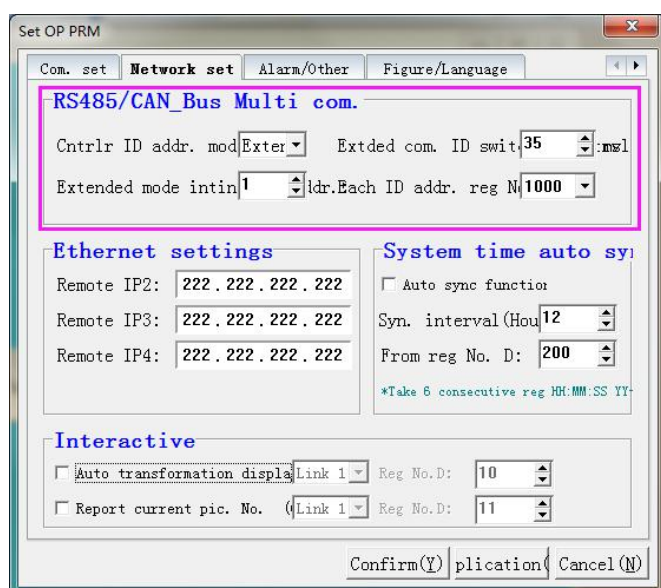 Set OP PRM
Com. set Network set Alarm/Other Figure/Language
RS485/CAN_Bus Multi com.
Cntrlr ID addr. mod Exter Extded com. ID swit 35 :msl
Extended mode intin 1 ddr. Each ID addr. reg N 1000
Ethernet settings
Remote IP2: 222 . 222 . 222 . 222
Remote IP3: 222 . 222 . 222 . 222
Remote IP4: 222 . 222 . 222 . 222
System time auto sy
Auto sync function
Syn. interval(Hou 12
From reg No. D: 200
*Take 6 consecutive reg HH:MM:SS YY-
Interactive
Auto transformation displa Link 1 Reg No.D: 10
Report current pic. No. ( Link 1 Reg No.D: 11
Confirm(Y) plication( Cancel(N)